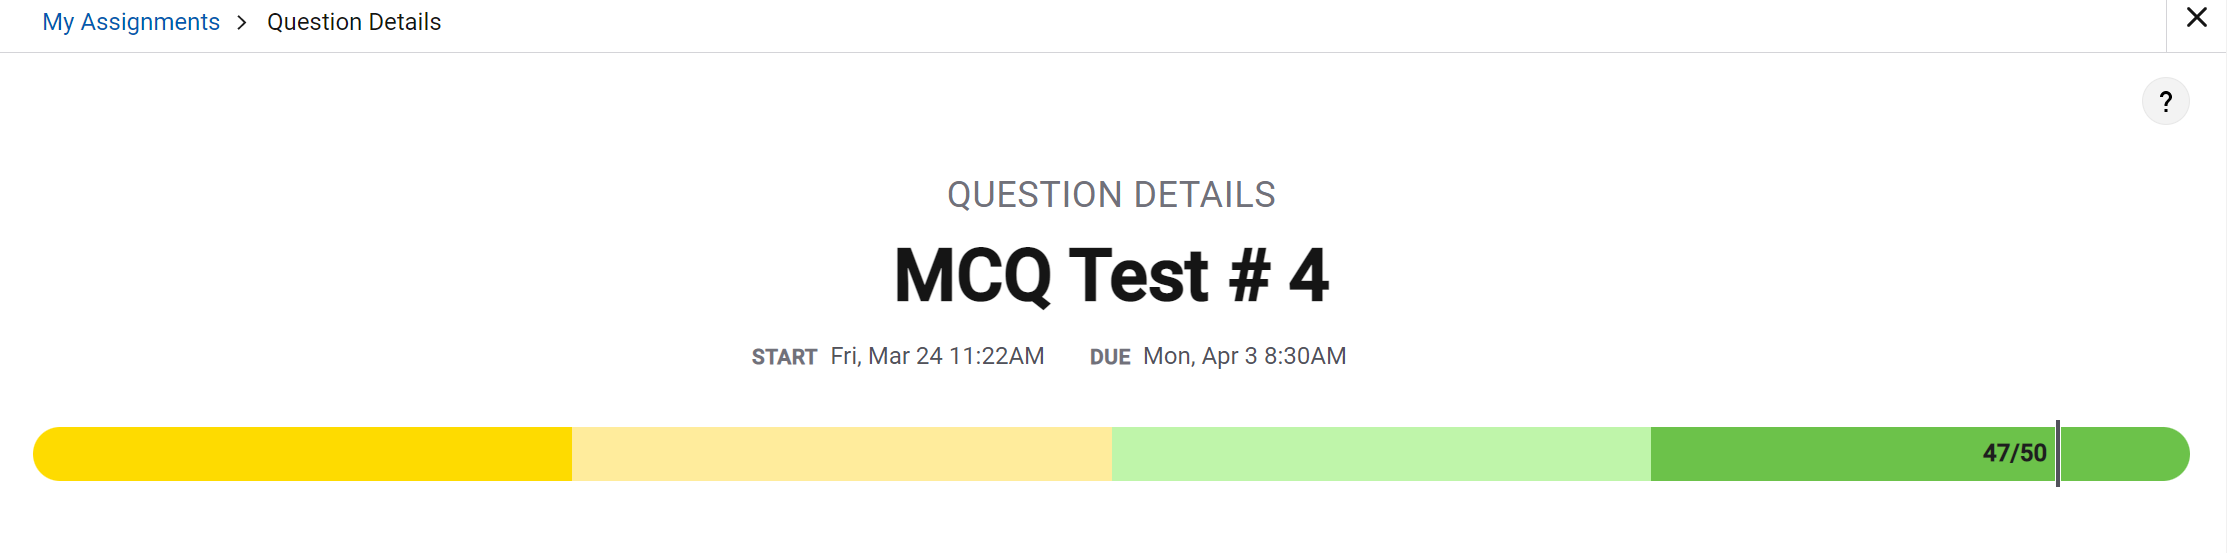 My Assignments > Question Details
?
QUESTION DETAILS
MCQ Test # 4
START Fri, Mar 24 11:22AM DUE Mon, Apr 3 8:30AM
47/50